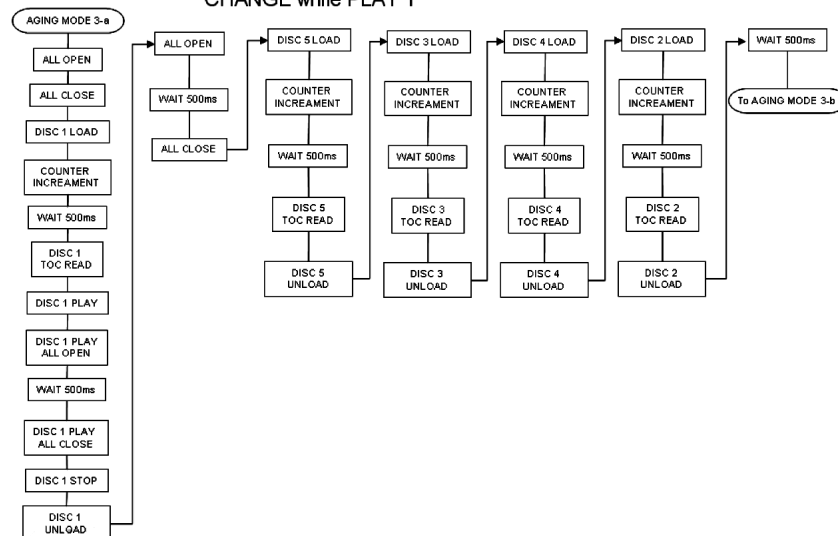 CHANGE while PLAY 1
AGING MODE 3-a
ALL OPEN
ALL CLOSE
DISC 1 LOAD
COUNTER
INCREAMENT
WAIT 500ms
DISC 1
TOC READ
DISC 1 PLAY
DISC 1 PLAY
ALL OPEN
WAIT 500ms
DISC 1 PLAY
ALL CLOSE
DISC 1 STOP
DISC 1
UNLOAD
ALL OPEN
WAIT 500ms
ALL CLOSE
DISC 5 LOAD
COUNTER
INCREAMENT
WAIT 500ms
DISC 5
TOC READ
DISC 5
UNLOAD
DISC 3 LOAD
COUNTER
INCREAMENT
WAIT 500ms
DISC 3
TOC READ
DISC 3
UNLOAD
DISC 4 LOAD
COUNTER
INCREAMENT
WAIT 500ms
DISC 4
TOC READ
DISC 4
UNLOAD
DISC 2 LOAD
COUNTER
INCREAMENT
WAIT 500ms
DISC 2
TOC READ
DISC 2
UNLOAD
WAIT 500ms
To AGING MODE 3-b